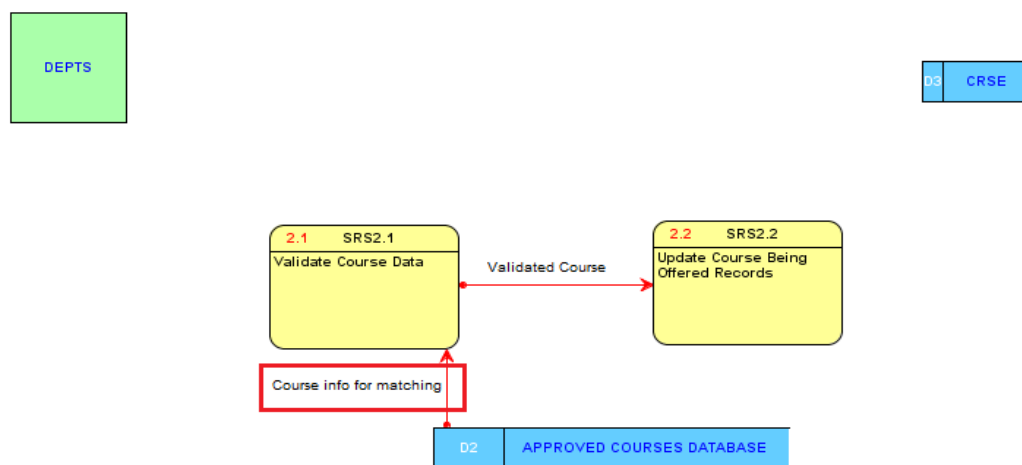 DEPTS
D3 CRSE
2.1 SRS2.1
Validate Course Data
Validated Course
2.2 SRS2.2
Update Course Being
Offered Records
Course info for matching
D2 APPROVED COURSES DATABASE